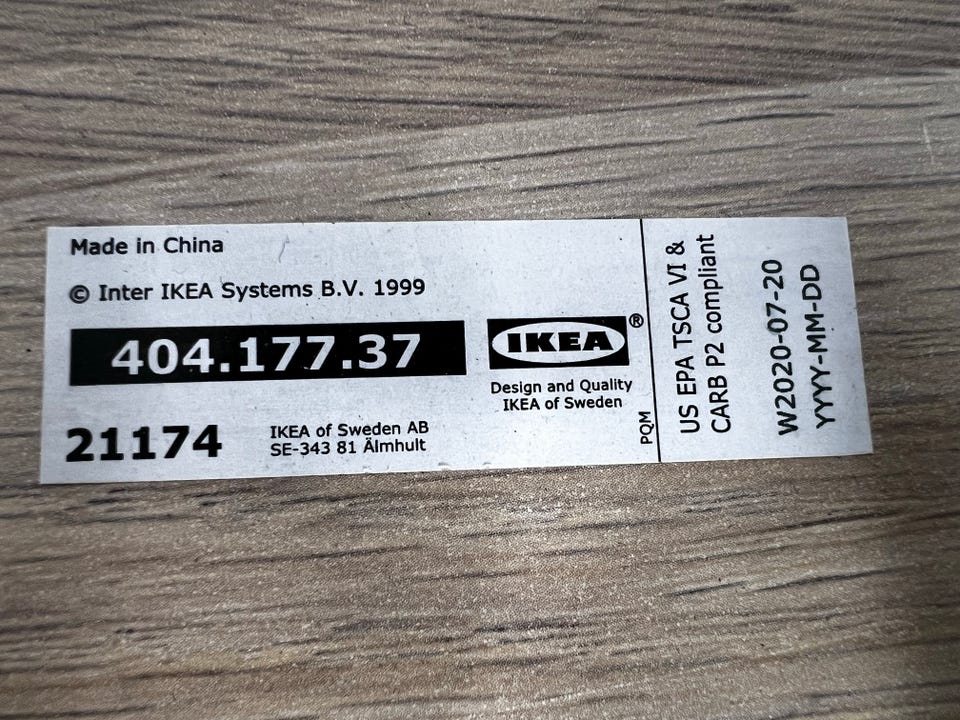 Made in China
© Inter IKEA Systems B.V. 1999
404.177.37
IKEA®
Design and Quality
IKEA of Sweden
21174
IKEA of Sweden AB
SE-343 81 Älmhult
PQM
US EPA TSCA VI &
CARB P2 compliant
W2020-07-20
YYYY-MM-DD